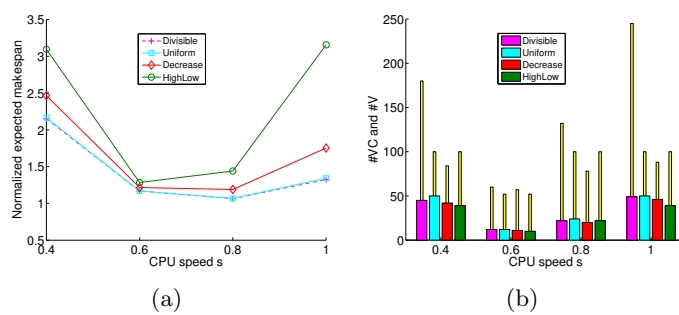 Normalized expected makespan
3.5
3
2.5
2
1.5
1
0.5
0.4
0.6
0.8
1
CPU speed s
Divisible
Uniform
Decrease
HighLow
(a)
#VC and #V
250
200
150
100
50
0
0.4
0.6
0.8
1
CPU speed s
Divisible
Uniform
Decrease
HighLow
(b)